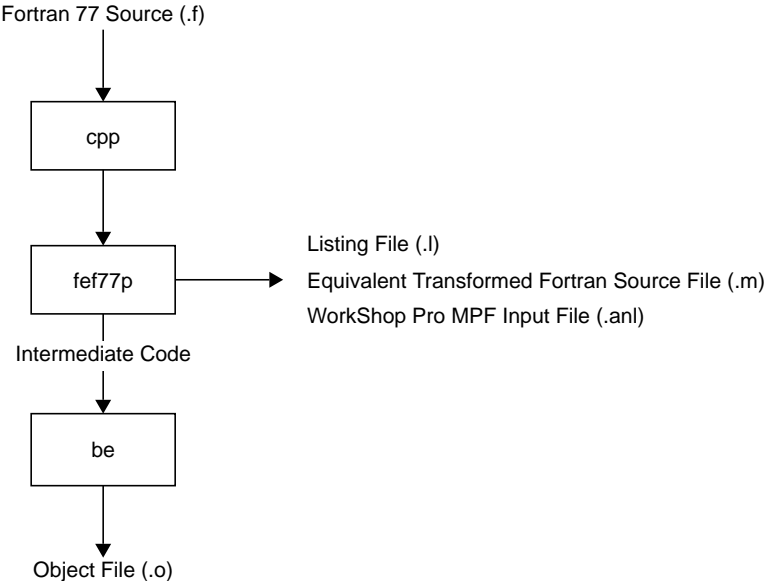 Fortran 77 Source (.f)
cpp
fef77p
Listing File (.l)
Equivalent Transformed Fortran Source File (.m)
WorkShop Pro MPF Input File (.anl)
Intermediate Code
be
Object File (.o)